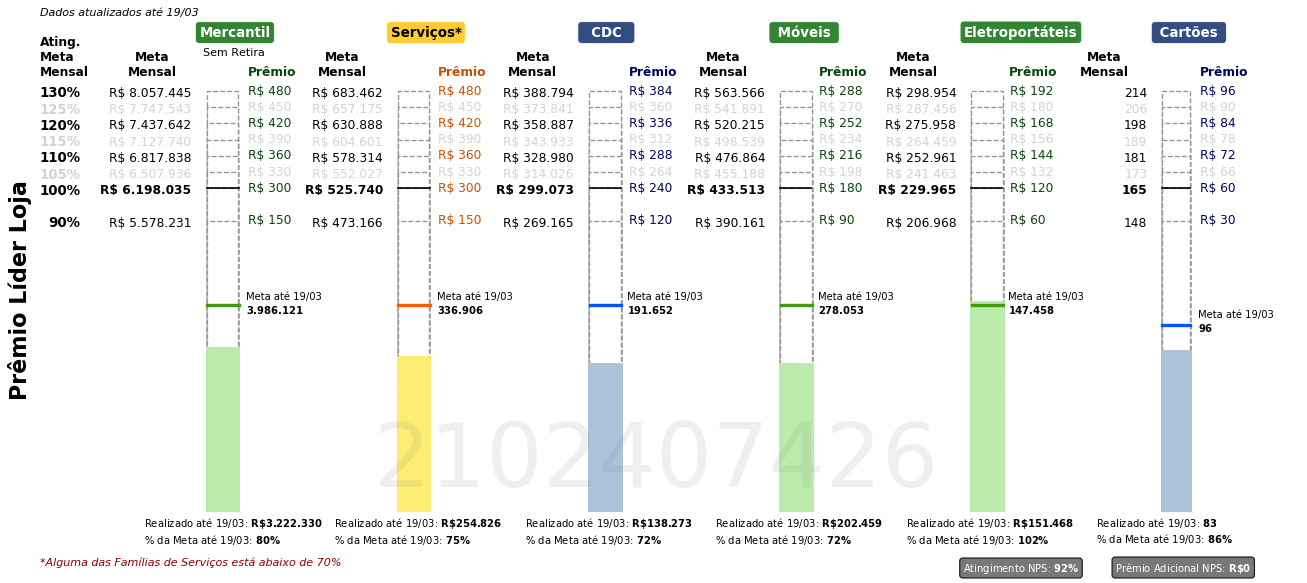 Dados atualizados até 19/03
Mercantil Serviços* CDC Móveis Eletroportáteis Cartões
Sem Retira
Ating. Meta Mensal Meta Mensal Prêmio Meta Mensal Prêmio Meta Mensal Prêmio Meta Mensal Prêmio Meta Mensal Prêmio Meta Mensal Prêmio
130% R$ 8.057.445 R$ 480 R$ 683.462 R$ 480 R$ 388.794 R$ 384 R$ 563.566 R$ 288 R$ 298.954 R$ 192 214 R$ 96
125% R$ 7.747.543 R$ 450 R$ 657.175 R$ 450 R$ 373.841 R$ 360 R$ 541.891 R$ 270 R$ 287.456 R$ 180 206 R$ 90
120% R$ 7.437.642 R$ 420 R$ 630.888 R$ 420 R$ 358.887 R$ 336 R$ 520.215 R$ 252 R$ 275.958 R$ 168 198 R$ 84
115% R$ 7.127.740 R$ 390 R$ 604.601 R$ 390 R$ 343.933 R$ 312 R$ 498.539 R$ 234 R$ 264.459 R$ 156 189 R$ 78
110% R$ 6.817.838 R$ 360 R$ 578.314 R$ 360 R$ 328.980 R$ 288 R$ 476.864 R$ 216 R$ 252.961 R$ 144 181 R$ 72
105% R$ 6.507.936 R$ 330 R$ 552.027 R$ 330 R$ 314.026 R$ 264 R$ 455.188 R$ 198 R$ 241.463 R$ 132 173 R$ 66
100% R$ 6.198.035 R$ 300 R$ 525.740 R$ 300 R$ 299.073 R$ 240 R$ 433.513 R$ 180 R$ 229.965 R$ 120 165 R$ 60
90% R$ 5.578.231 R$ 150 R$ 473.166 R$ 150 R$ 269.165 R$ 120 R$ 390.161 R$ 90 R$ 206.968 R$ 60 148 R$ 30
Prêmio Líder Loja
Meta até 19/03 Meta até 19/03 Meta até 19/03 Meta até 19/03 Meta até 19/03 Meta até 19/03
3.986.121 336.906 191.652 278.053 147.458 96
2102407426
Realizado até 19/03: R$3.222.330 Realizado até 19/03: R$254.826 Realizado até 19/03: R$138.273 Realizado até 19/03: R$202.459 Realizado até 19/03: R$151.468 Realizado até 19/03: 83
% da Meta até 19/03: 80% % da Meta até 19/03: 75% % da Meta até 19/03: 72% % da Meta até 19/03: 72% % da Meta até 19/03: 102% % da Meta até 19/03: 86%
*Alguma das Famílias de Serviços está abaixo de 70%
Atingimento NPS: 92% Prêmio Adicional NPS: R$0